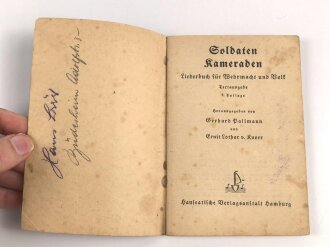 Hans
Soldaten
Kameraden
Liederbuch für Wehrmacht und Volk
Textausgabe
Auflage
Herausgegeben von
Gerhard Pallmann
und
Ernst Lothar v. Knorr
Hanseatische Verlagsanstalt Hamburg